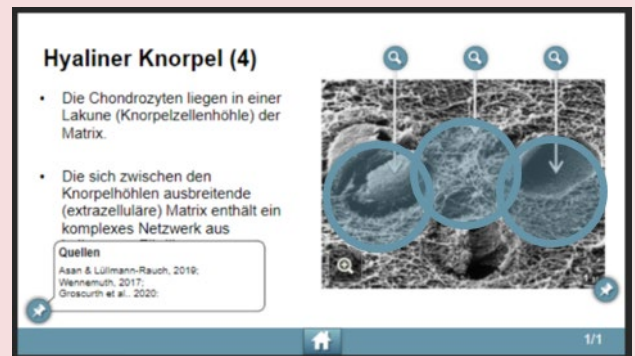 Hyaliner Knorpel (4)
• Die Chondrozyten liegen in einer
Lakune (Knorpelzellenhöhle) der
Matrix.
• Die sich zwischen den
Knorpelhöhlen ausbreitende
(extrazelluläre) Matrix enthält ein
komplexes Netzwerk aus
Quellen
Asan & Lüllmann-Rauch, 2019;
Wennemuth, 2017;
Groscurth et al., 2020;
1/1